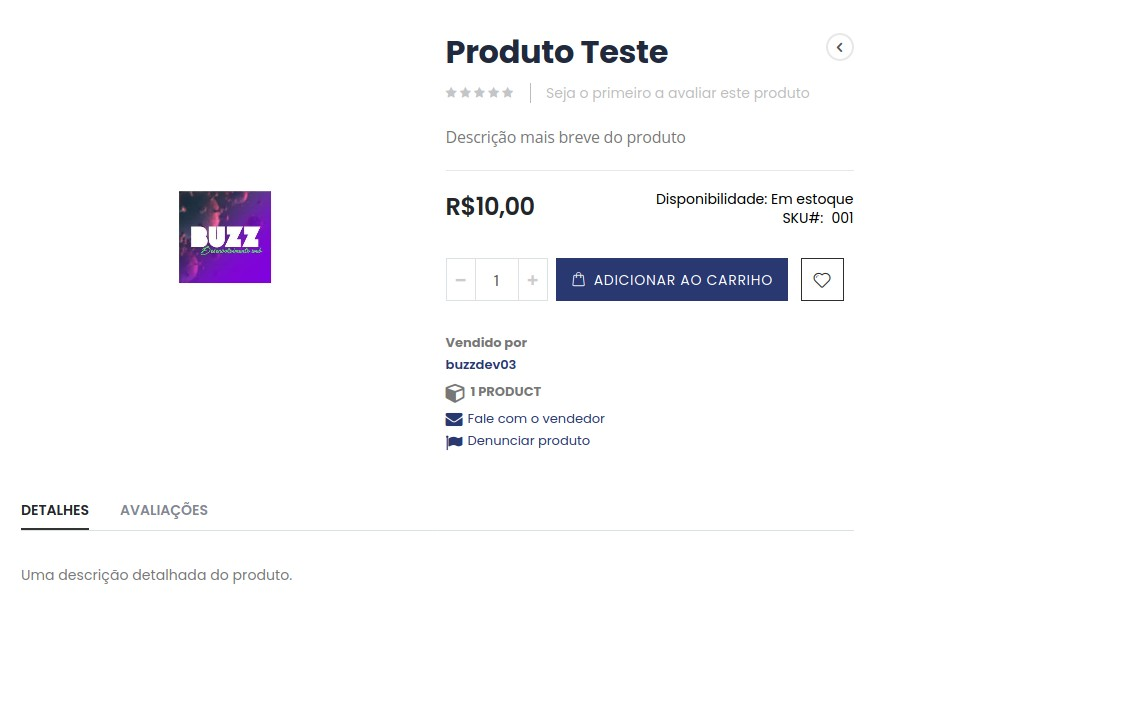 Produto Teste
Seja o primeiro a avaliar este produto
Descrição mais breve do produto
BUZZ
Desenvolvimento web
R$10,00
Disponibilidade: Em estoque
SKU#: 001
1
ADICIONAR AO CARRIHO
Vendido por
buzzdev03
1 PRODUCT
Fale com o vendedor
Denunciar produto
DETALHES
AVALIAÇÕES
Uma descrição detalhada do produto.